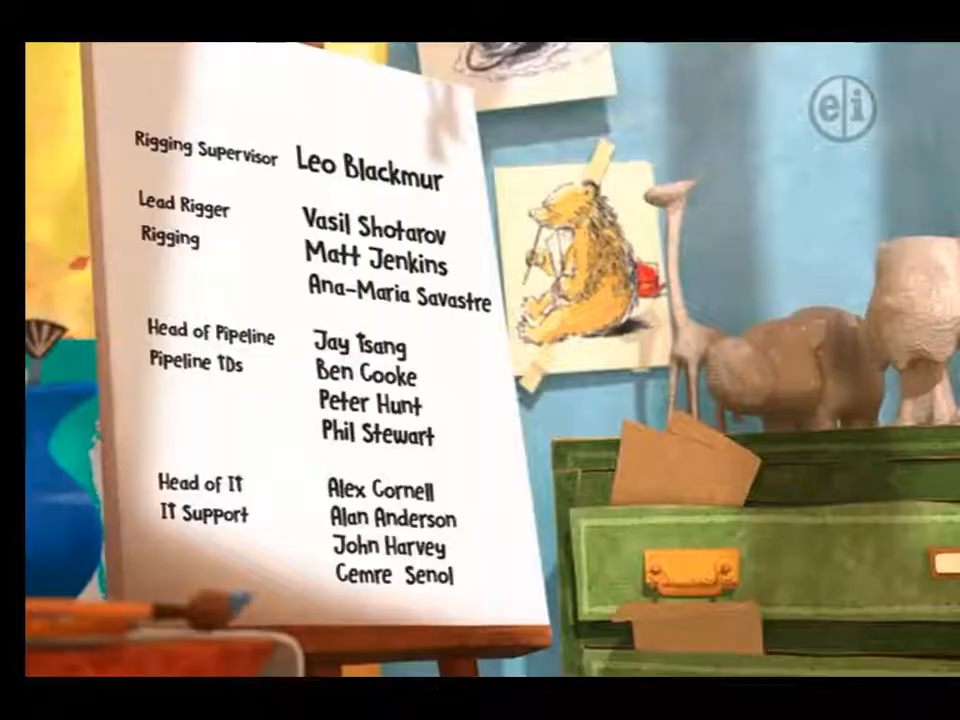 e/i
Rigging Supervisor Leo Blackmur
Lead Rigger Vasil Shotarov
Rigging Matt Jenkins
Ana-Maria Savastre
Head of Pipeline Jay Tsang
Pipeline TDs Ben Cooke
Peter Hunt
Phil Stewart
Head of IT Alex Cornell
IT Support Alan Anderson
John Harvey
Cemre Senol